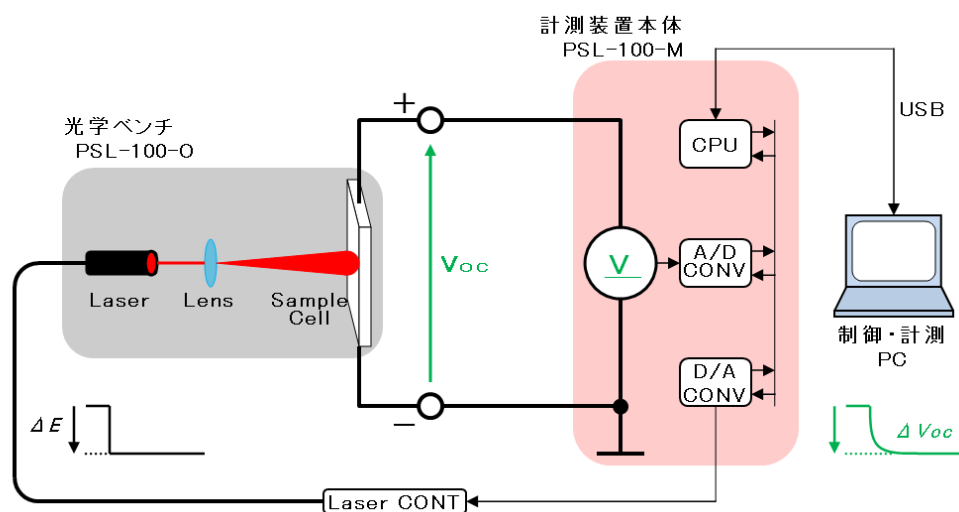 計測装置本体
PSL-100-M
光学ベンチ
PSL-100-O
+
USB
CPU
Voc
V
A/D
CONV
Laser
Lens
Sample
Cell
制御・計測
PC
D/A
CONV
−
ΔE
ΔVoc
Laser CONT